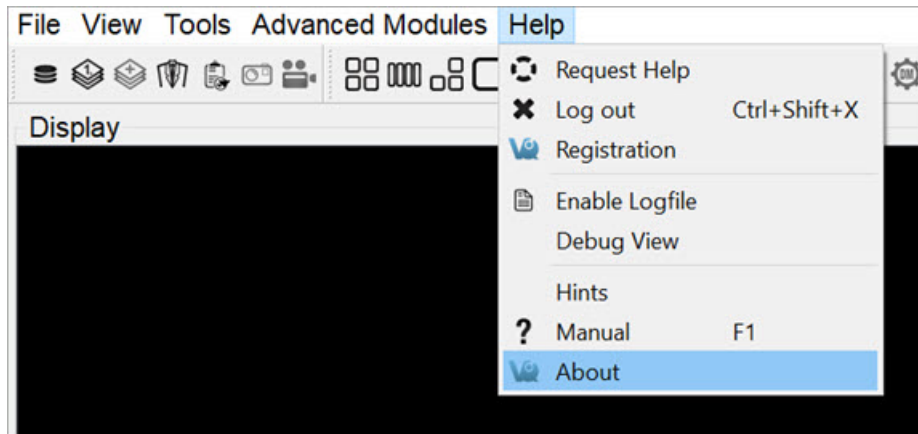 File View Tools Advanced Modules Help
Request Help
Log out Ctrl+Shift+X
Registration
Display
Enable Logfile
Debug View
Hints
? Manual F1
About